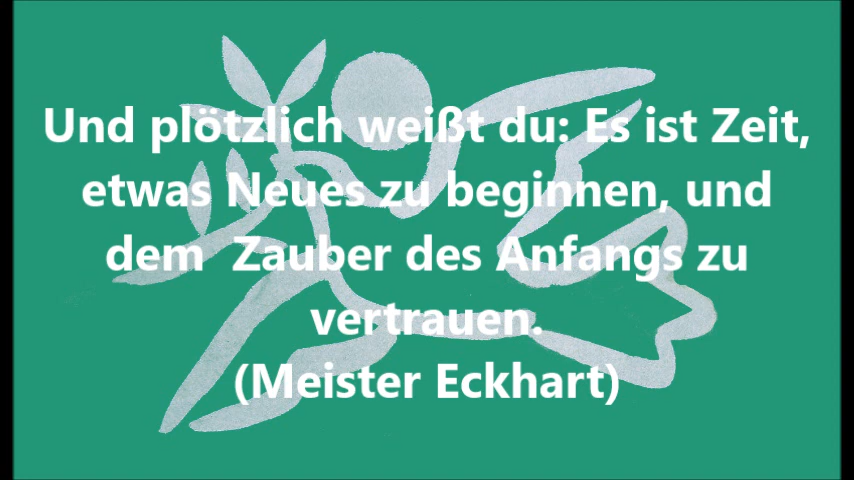 Und plötzlich weißt du: Es ist Zeit,
etwas Neues zu beginnen, und
dem  Zauber des Anfangs zu
vertrauen.
(Meister Eckhart)